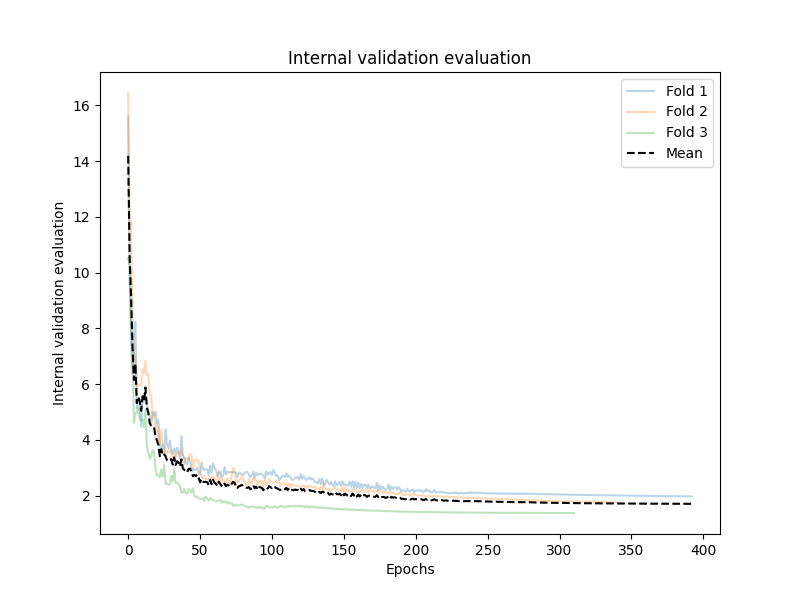 Internal validation evaluation
Fold 1
Fold 2
Fold 3
Mean
Internal validation evaluation
16
14
12
10
8
6
4
2
0 50 100 150 200 250 300 350 400
Epochs